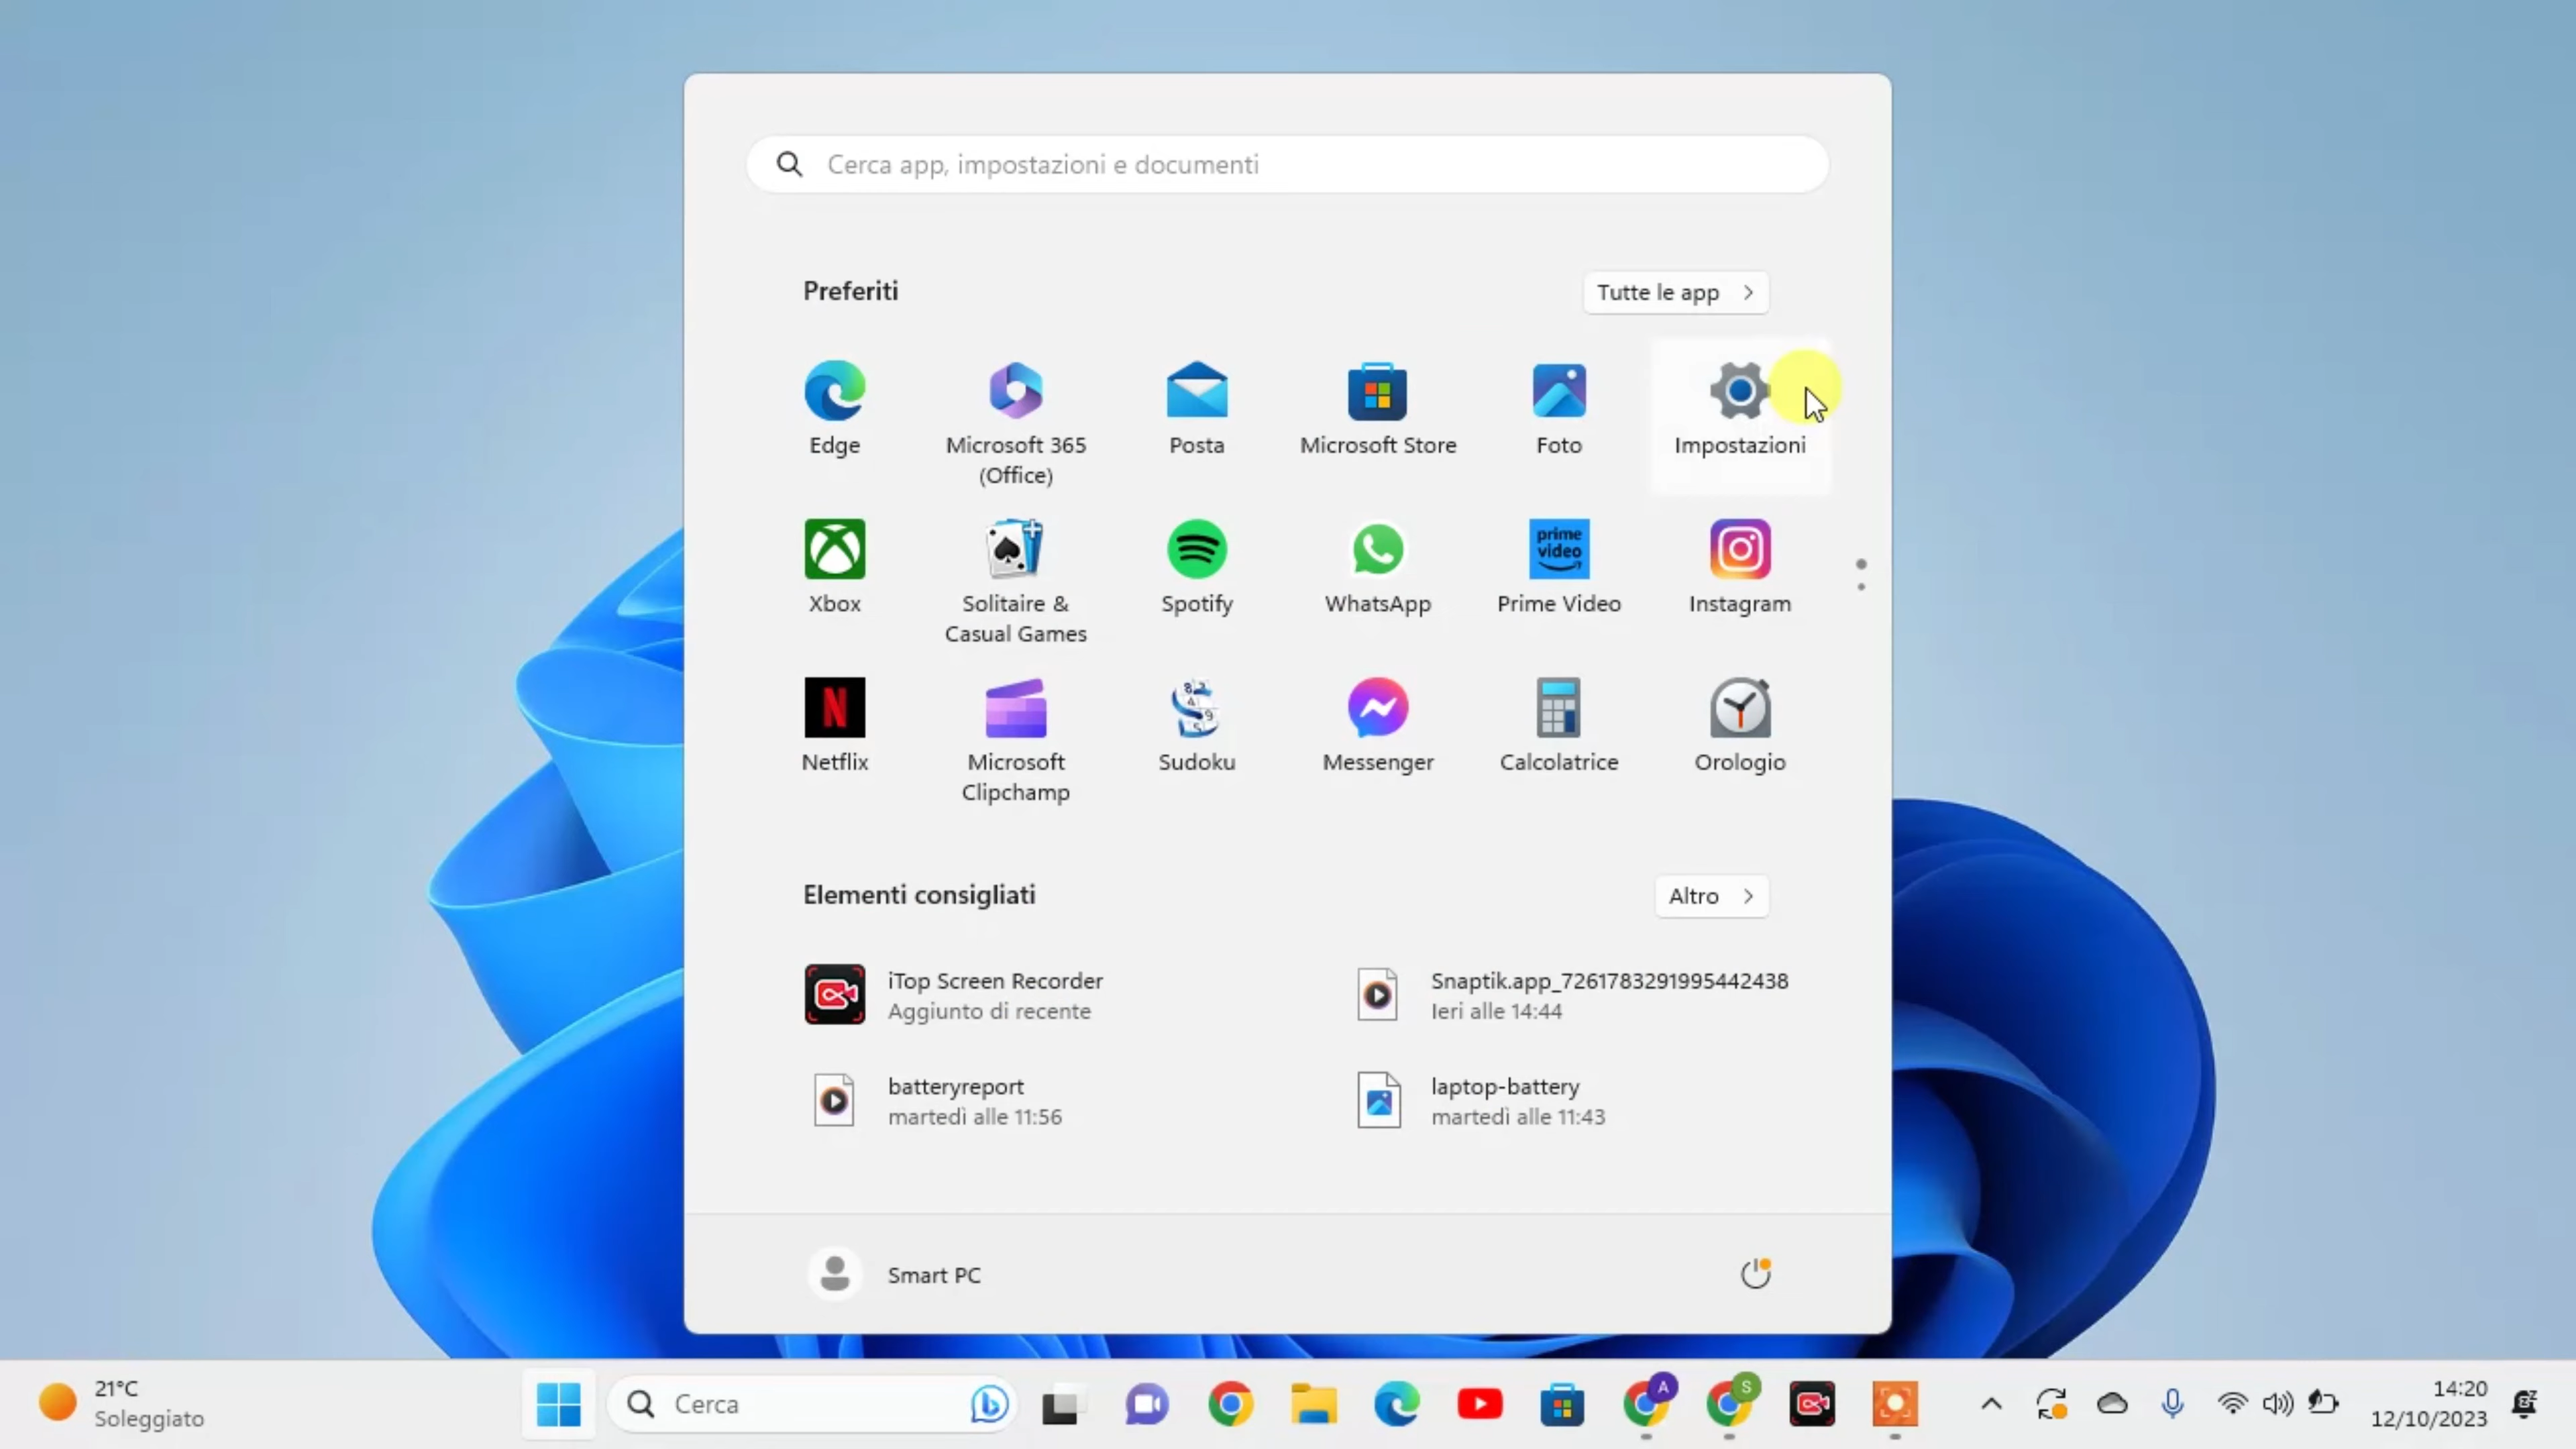 Cerca app, impostazioni e documenti
Preferiti
Tutte le app
Edge
Microsoft 365
(Office)
Posta
Microsoft Store
Foto
Impostazioni
Xbox
Solitaire &
Casual Games
Spotify
WhatsApp
prime
video
Prime Video
Instagram
N
Netflix
Microsoft
Clipchamp
Sudoku
Messenger
Calcolatrice
Orologio
Elementi consigliati
Altro
iTop Screen Recorder
Aggiunto di recente
Snaptik.app_7261783291995442438
Ieri alle 14:44
batteryreport
martedì alle 11:56
laptop-battery
martedì alle 11:43
Smart PC
21°C
Soleggiato
Cerca
A
S
14:20
12/10/2023